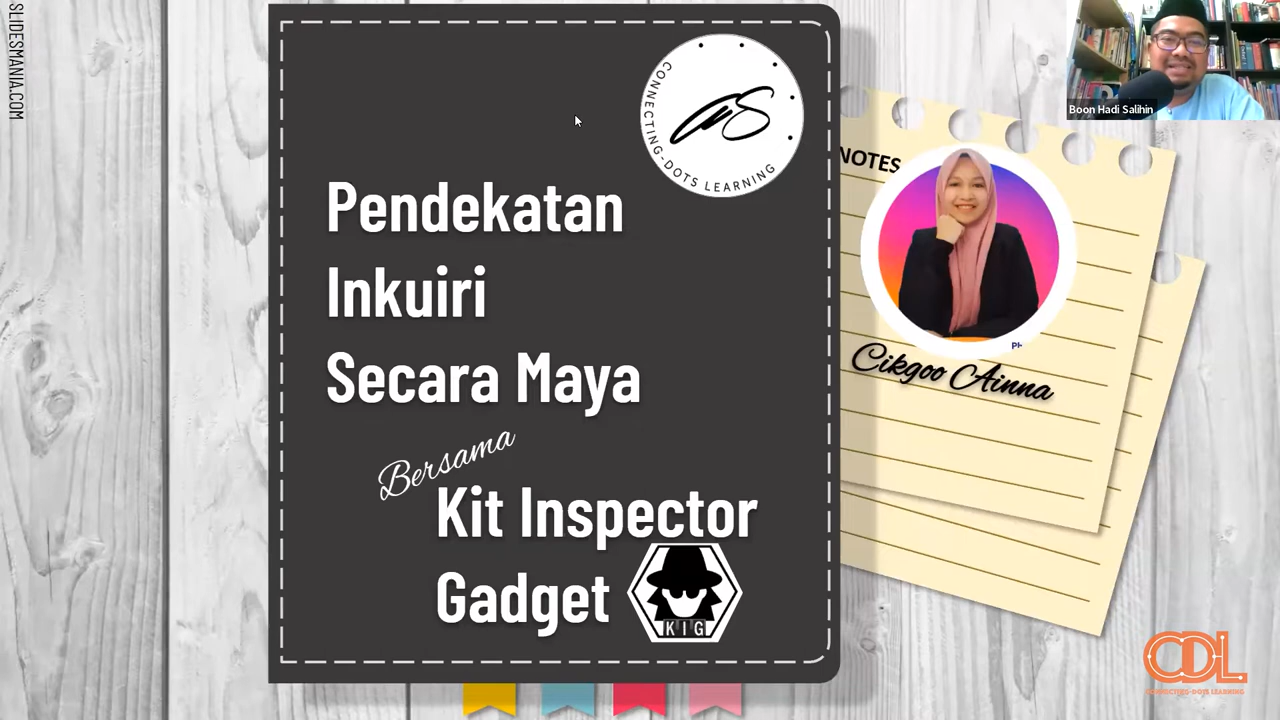 SLIDESMANIA.COM
CONNECTING-DOTS LEARNING
Pendekatan
Inkuiri
Secara Maya
Bersama
Kit Inspector
Gadget
KIG
NOTES
Cikgoo Ainna
Boon Hadi Salihin
CDL
CONNECTING-DOTS LEARNING